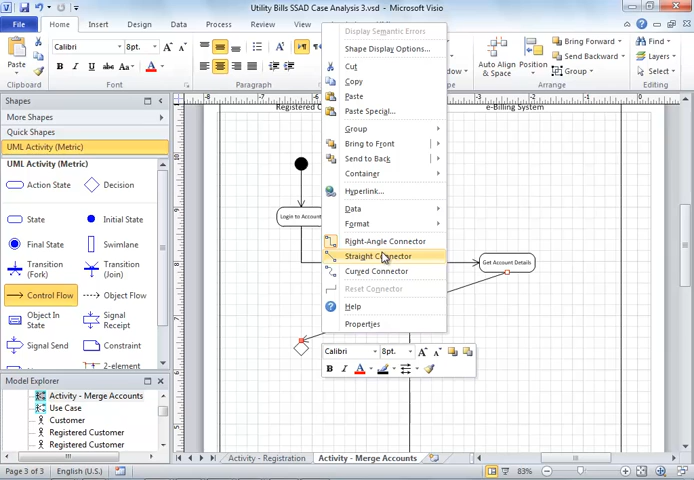 Utility Bills SSAD Case Analysis 3.vsd - Microsoft Visio
File
Home
Insert
Design
Data
Process
Review
Calibri
8pt.
Paste
Clipboard
Font
Paragraph
Auto Align
& Space
Position
Bring Forward
Send Backward
Group
Arrange
Find
Layers
Select
Editing
Shapes
More Shapes
Quick Shapes
UML Activity (Metric)
UML Activity (Metric)
Action State
Decision
State
Initial State
Final State
Swimlane
Transition
(Fork)
Transition
(Join)
Control Flow
Object Flow
Object In
State
Signal
Receipt
Signal Send
Constraint
2-element
Model Explorer
Activity - Merge Accounts
Use Case
Customer
Registered Customer
Registered Customer
Registered C
e-Billing System
Login to Account
Get Account Details
Display Semantic Errors
Shape Display Options...
Cut
Copy
Paste
Paste Special...
Group
Bring to Front
Send to Back
Container
Hyperlink...
Data
Format
Right-Angle Connector
Straight Connector
Curved Connector
Reset Connector
Help
Properties
Calibri
8pt.
Activity - Registration
Activity - Merge Accounts
Page 3 of 3
English (U.S.)
83%